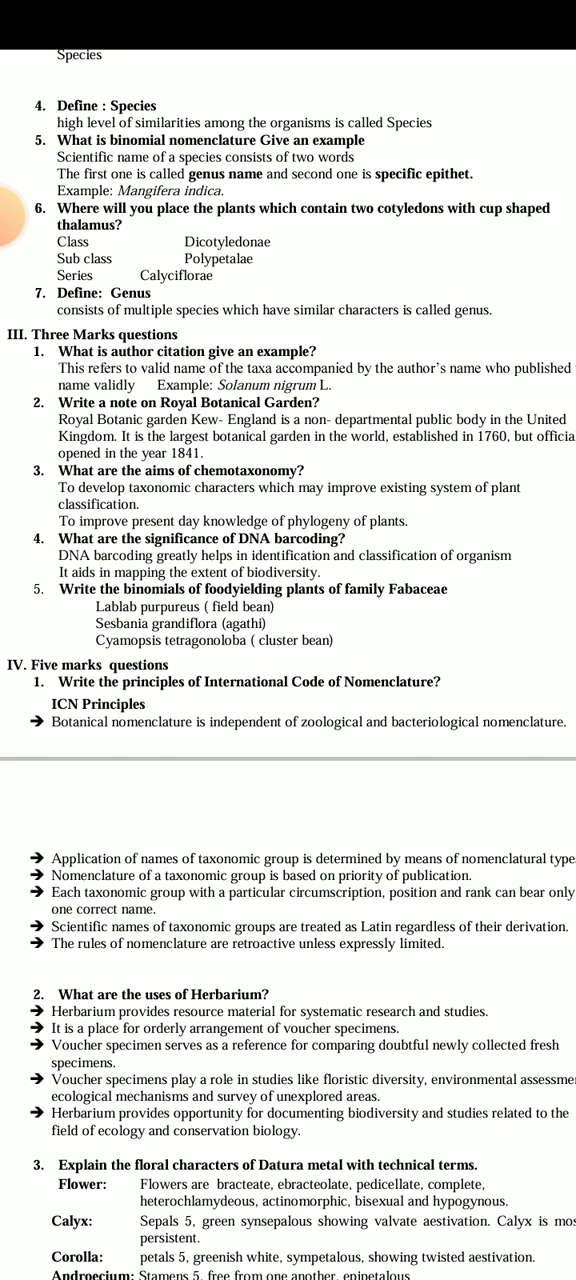 Species
4. Define : Species
high level of similarities among the organisms is called Species
5. What is binomial nomenclature Give an example
Scientific name of a species consists of two words
The first one is called genus name and second one is specific epithet.
Example: Mangifera indica.
6. Where will you place the plants which contain two cotyledons with cup shaped
thalamus?
Class Dicotyledonae
Sub class Polypetalae
Series Calyciflorae
7. Define: Genus
consists of multiple species which have similar characters is called genus.
III. Three Marks questions
1. What is author citation give an example?
This refers to valid name of the taxa accompanied by the author's name who published
name validly Example: Solanum nigrum L.
2. Write a note on Royal Botanical Garden?
Royal Botanic garden Kew- England is a non- departmental public body in the United
Kingdom. It is the largest botanical garden in the world, established in 1760, but officia
opened in the year 1841.
3. What are the aims of chemotaxonomy?
To develop taxonomic characters which may improve existing system of plant
classification.
To improve present day knowledge of phylogeny of plants.
4. What are the significance of DNA barcoding?
DNA barcoding greatly helps in identification and classification of organism
It aids in mapping the extent of biodiversity.
5. Write the binomials of foodyielding plants of family Fabaceae
Lablab purpureus ( field bean)
Sesbania grandiflora (agathi)
Cyamopsis tetragonoloba ( cluster bean)
IV. Five marks questions
1. Write the principles of International Code of Nomenclature?
ICN Principles
➔ Botanical nomenclature is independent of zoological and bacteriological nomenclature.
➔ Application of names of taxonomic group is determined by means of nomenclatural type
➔ Nomenclature of a taxonomic group is based on priority of publication.
➔ Each taxonomic group with a particular circumscription, position and rank can bear only
one correct name.
➔ Scientific names of taxonomic groups are treated as Latin regardless of their derivation.
➔ The rules of nomenclature are retroactive unless expressly limited.
2. What are the uses of Herbarium?
➔ Herbarium provides resource material for systematic research and studies.
➔ It is a place for orderly arrangement of voucher specimens.
➔ Voucher specimen serves as a reference for comparing doubtful newly collected fresh
specimens.
➔ Voucher specimens play a role in studies like floristic diversity, environmental assessme
ecological mechanisms and survey of unexplored areas.
➔ Herbarium provides opportunity for documenting biodiversity and studies related to the
field of ecology and conservation biology.
3. Explain the floral characters of Datura metal with technical terms.
Flower: Flowers are bracteate, ebracteolate, pedicellate, complete,
heterochlamydeous, actinomorphic, bisexual and hypogynous.
Calyx: Sepals 5, green synsepalous showing valvate aestivation. Calyx is mos
persistent.
Corolla: petals 5, greenish white, sympetalous, showing twisted aestivation.
Androecium: Stamens 5, free from one another, epipetalous